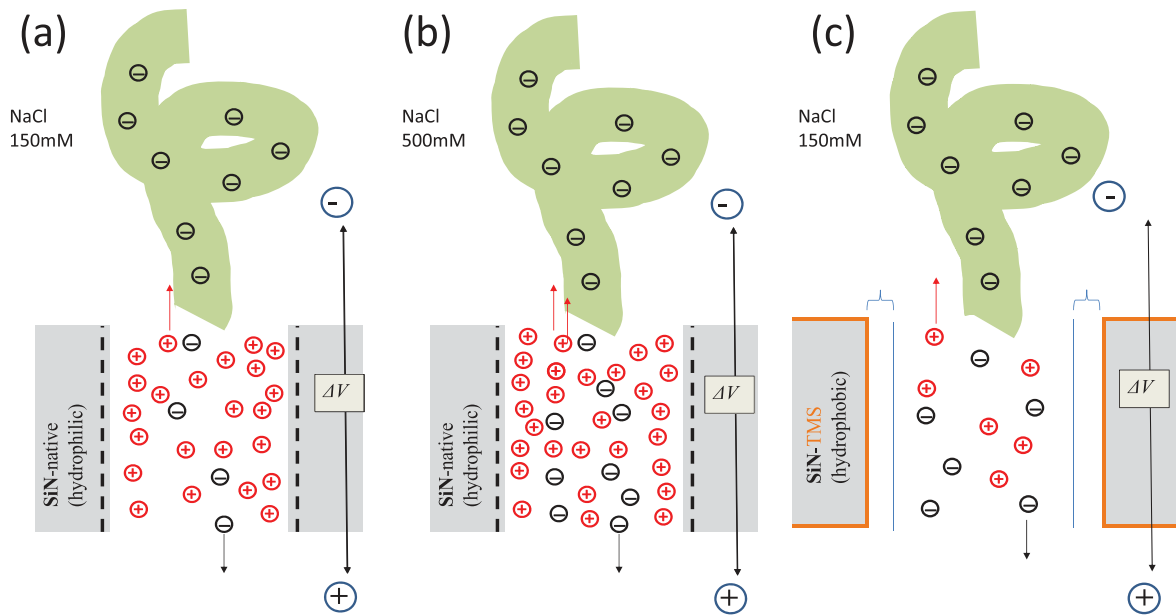 (a)
NaCl
150mM
-
ΔV
SiN-native
(hydrophilic)
+
(b)
NaCl
500mM
-
ΔV
SiN-native
(hydrophilic)
+
(c)
NaCl
150mM
-
ΔV
SiN-TMS
(hydrophobic)
+